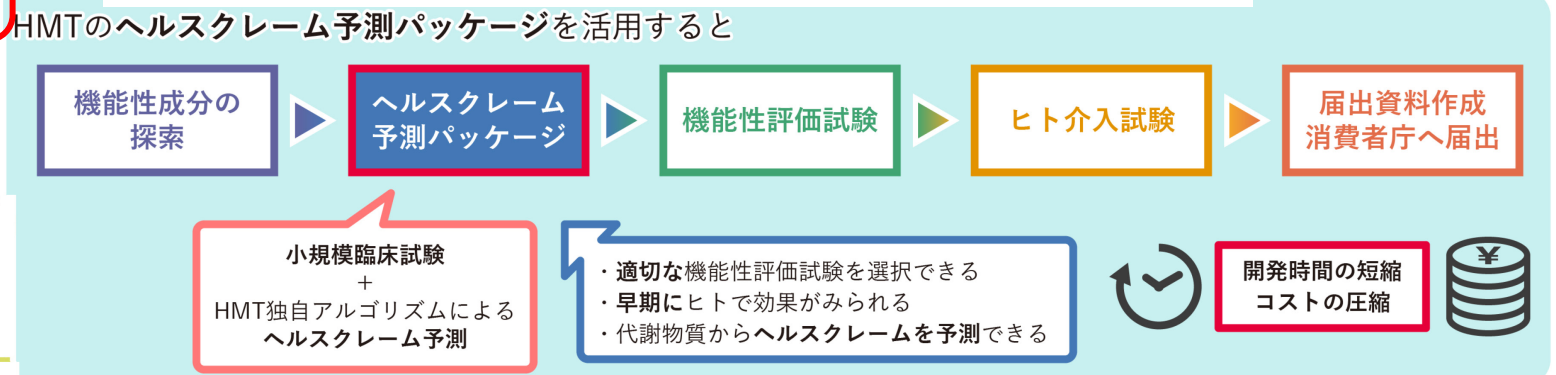 HMTのヘルスクレーム予測パッケージを活用すると
機能性成分の
探索
ヘルスクレーム
予測パッケージ
機能性評価試験
ヒト介入試験
届出資料作成
消費者庁へ届出
小規模臨床試験
+
HMT独自アルゴリズムによる
ヘルスクレーム予測
・適切な機能性評価試験を選択できる
・早期にヒトで効果がみられる
・代謝物質からヘルスクレームを予測できる
開発時間の短縮
コストの圧縮
¥